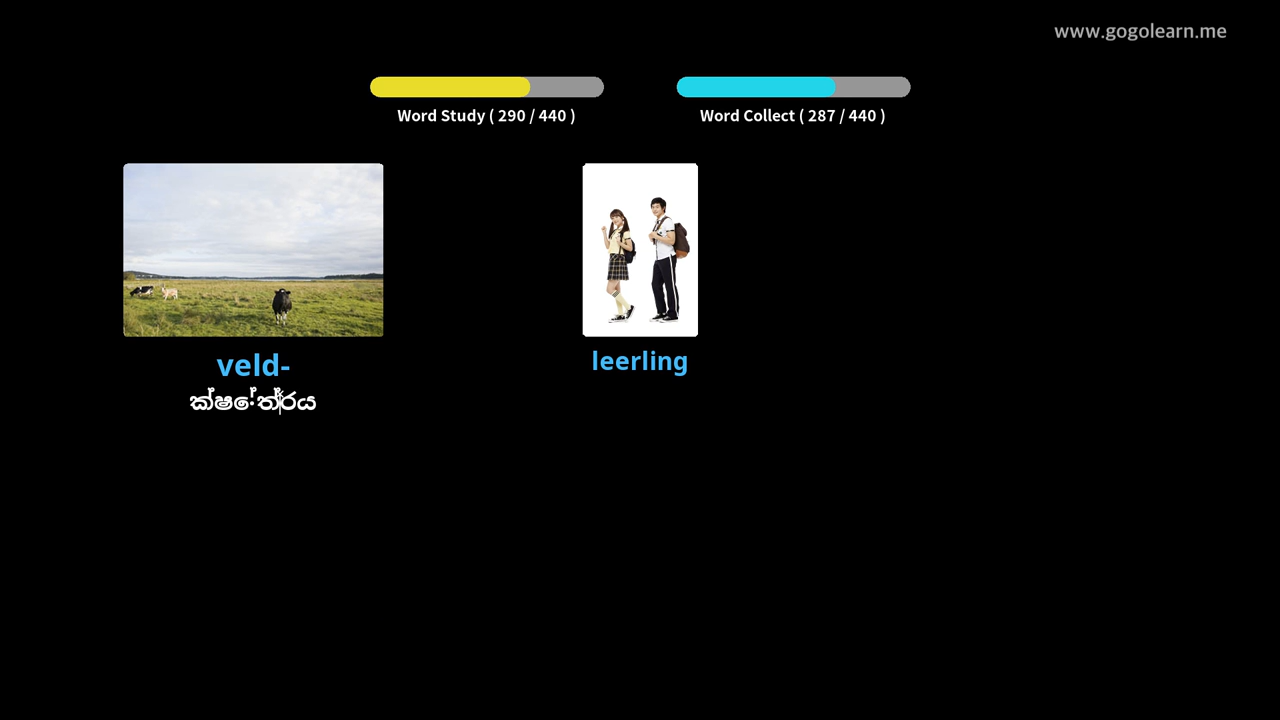 www.gogolearn.me
Word Study ( 290 / 440 )
Word Collect ( 287 / 440 )
veld-
leerling
ක්ෂේත්‍රය